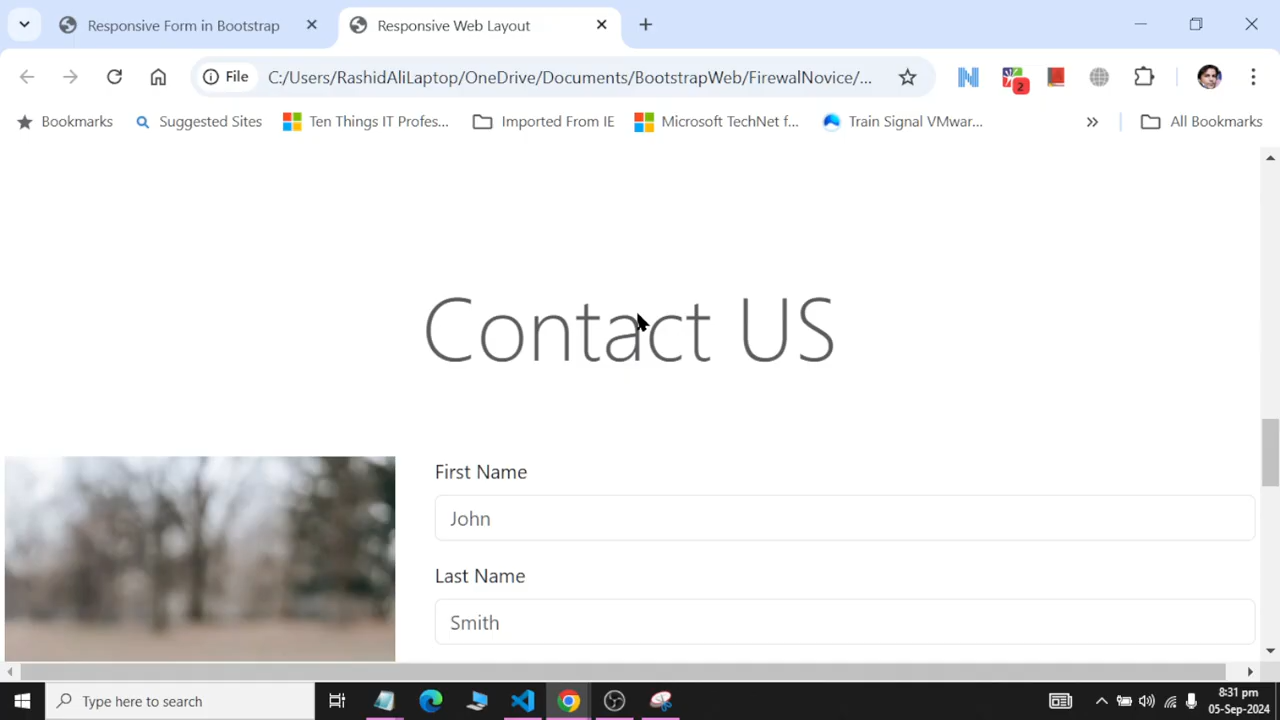 Responsive Form in Bootstrap
Responsive Web Layout
File
C:/Users/RashidAliLaptop/OneDrive/Documents/BootstrapWeb/FirewalNovice/...
2
Bookmarks
Suggested Sites
Ten Things IT Profes...
Imported From IE
Microsoft TechNet f...
Train Signal VMwar...
»
All Bookmarks
Contact US
First Name
John
Last Name
Smith
Type here to search
8:31 pm
05-Sep-2024